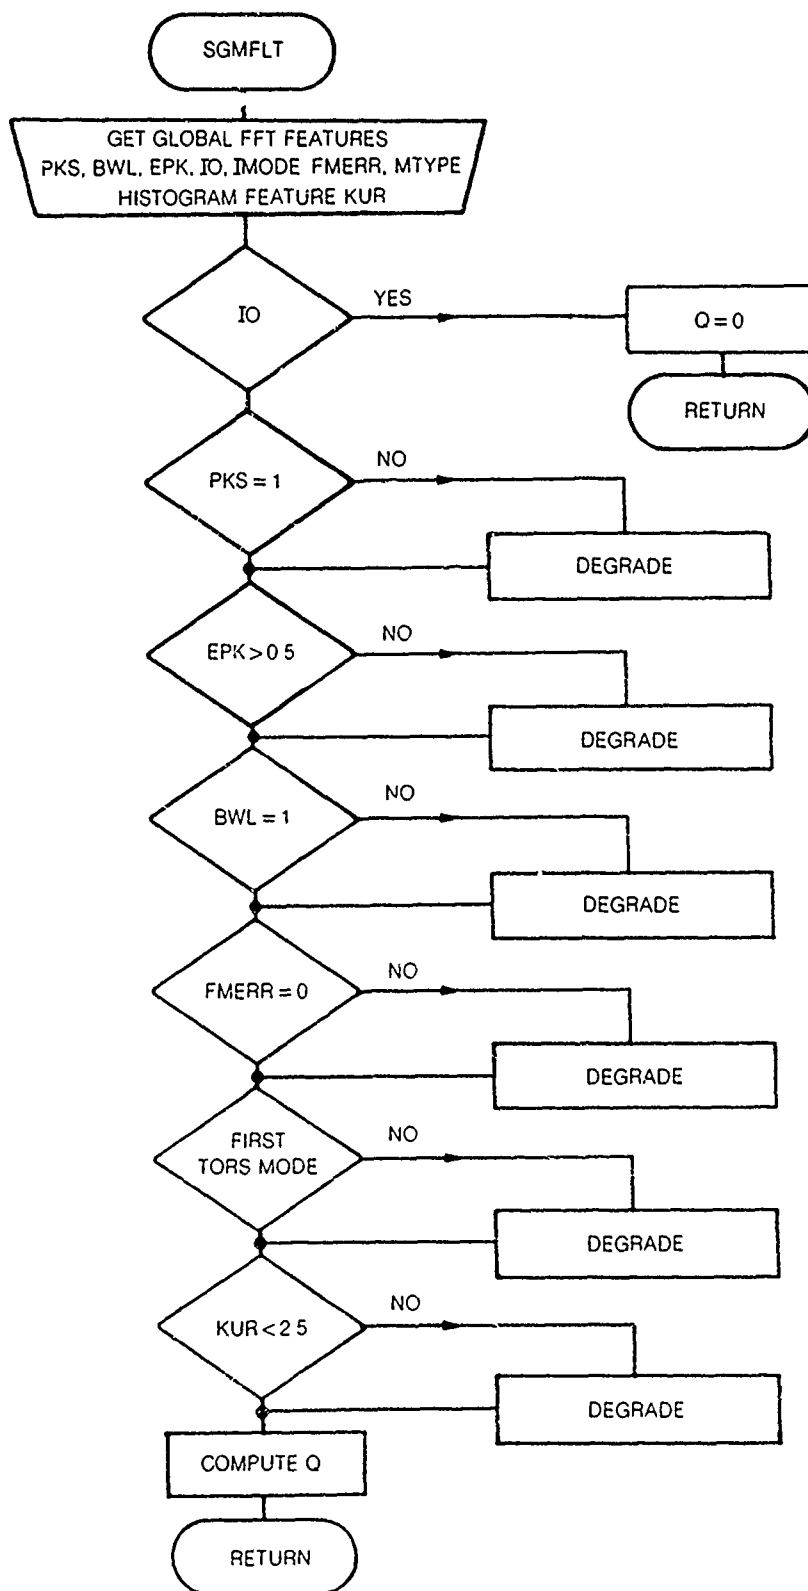 SGMFLT
GET GLOBAL FFT FEATURES
PKS, BWL, EPK, IO, IMODE FMERR, MTYPE
HISTOGRAM FEATURE KUR
IO
YES
Q = 0
RETURN
PKS = 1
NO
DEGRADE
EPK > 0 5
NO
DEGRADE
BWL = 1
NO
DEGRADE
FMERR = 0
NO
DEGRADE
FIRST
TORS MODE
NO
DEGRADE
KUR < 2 5
NO
DEGRADE
COMPUTE Q
RETURN